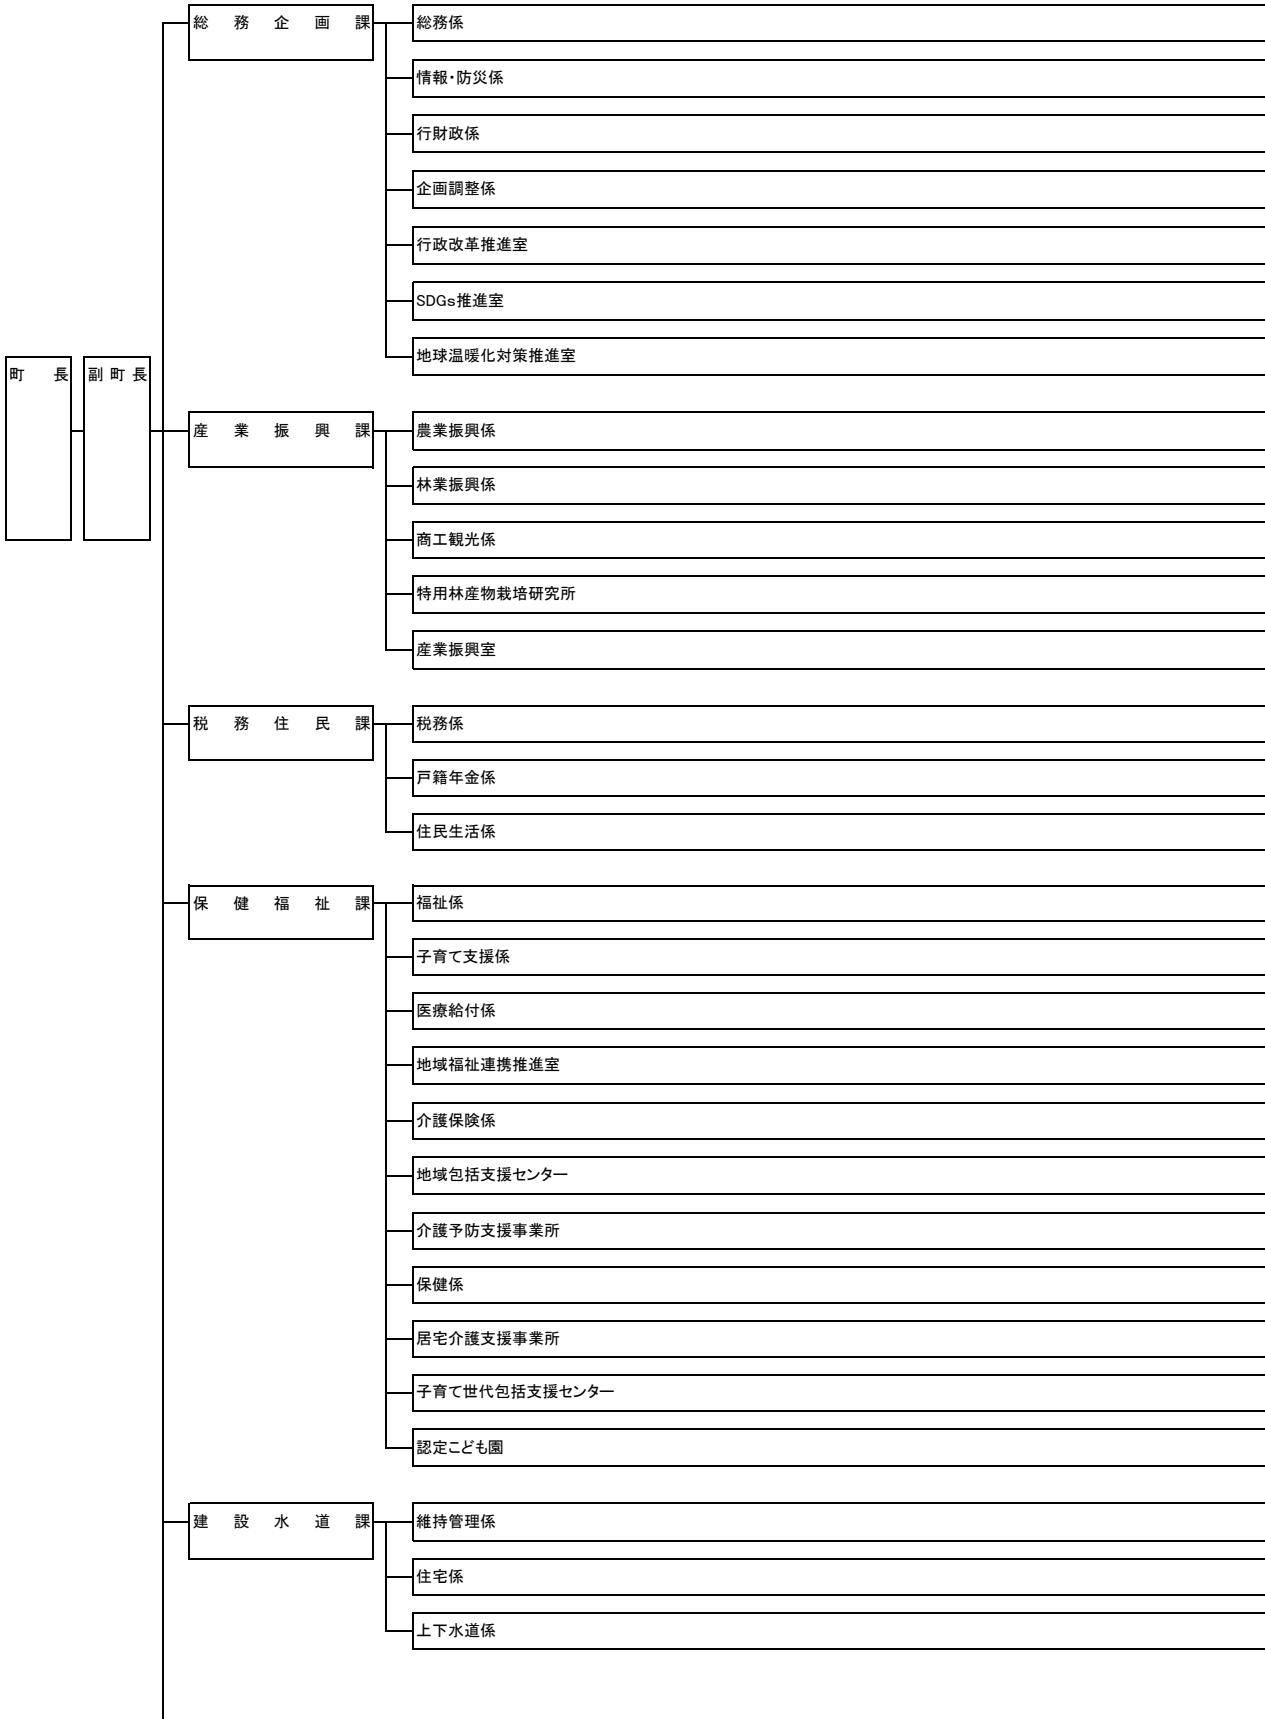 総務企画課
総務係
情報・防災係
行財政係
企画調整係
行政改革推進室
SDGs推進室
地球温暖化対策推進室
町長
副町長
産業振興課
農業振興係
林業振興係
商工観光係
特用林産物栽培研究所
産業振興室
税務住民課
税務係
戸籍年金係
住民生活係
保健福祉課
福祉係
子育て支援係
医療給付係
地域福祉連携推進室
介護保険係
地域包括支援センター
介護予防支援事業所
保健係
居宅介護支援事業所
子育て世代包括支援センター
認定こども園
建設水道課
維持管理係
住宅係
上下水道係